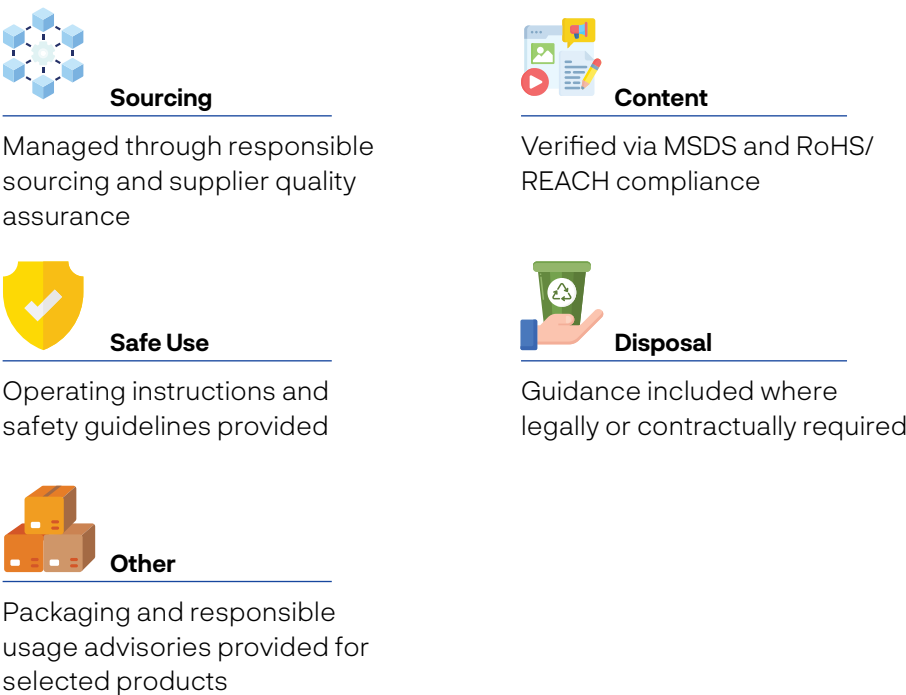 Sourcing
Managed through responsible
sourcing and supplier quality
assurance
Content
Verified via MSDS and RoHS/
REACH compliance
Safe Use
Operating instructions and
safety guidelines provided
Disposal
Guidance included where
legally or contractually required
Other
Packaging and responsible
usage advisories provided for
selected products